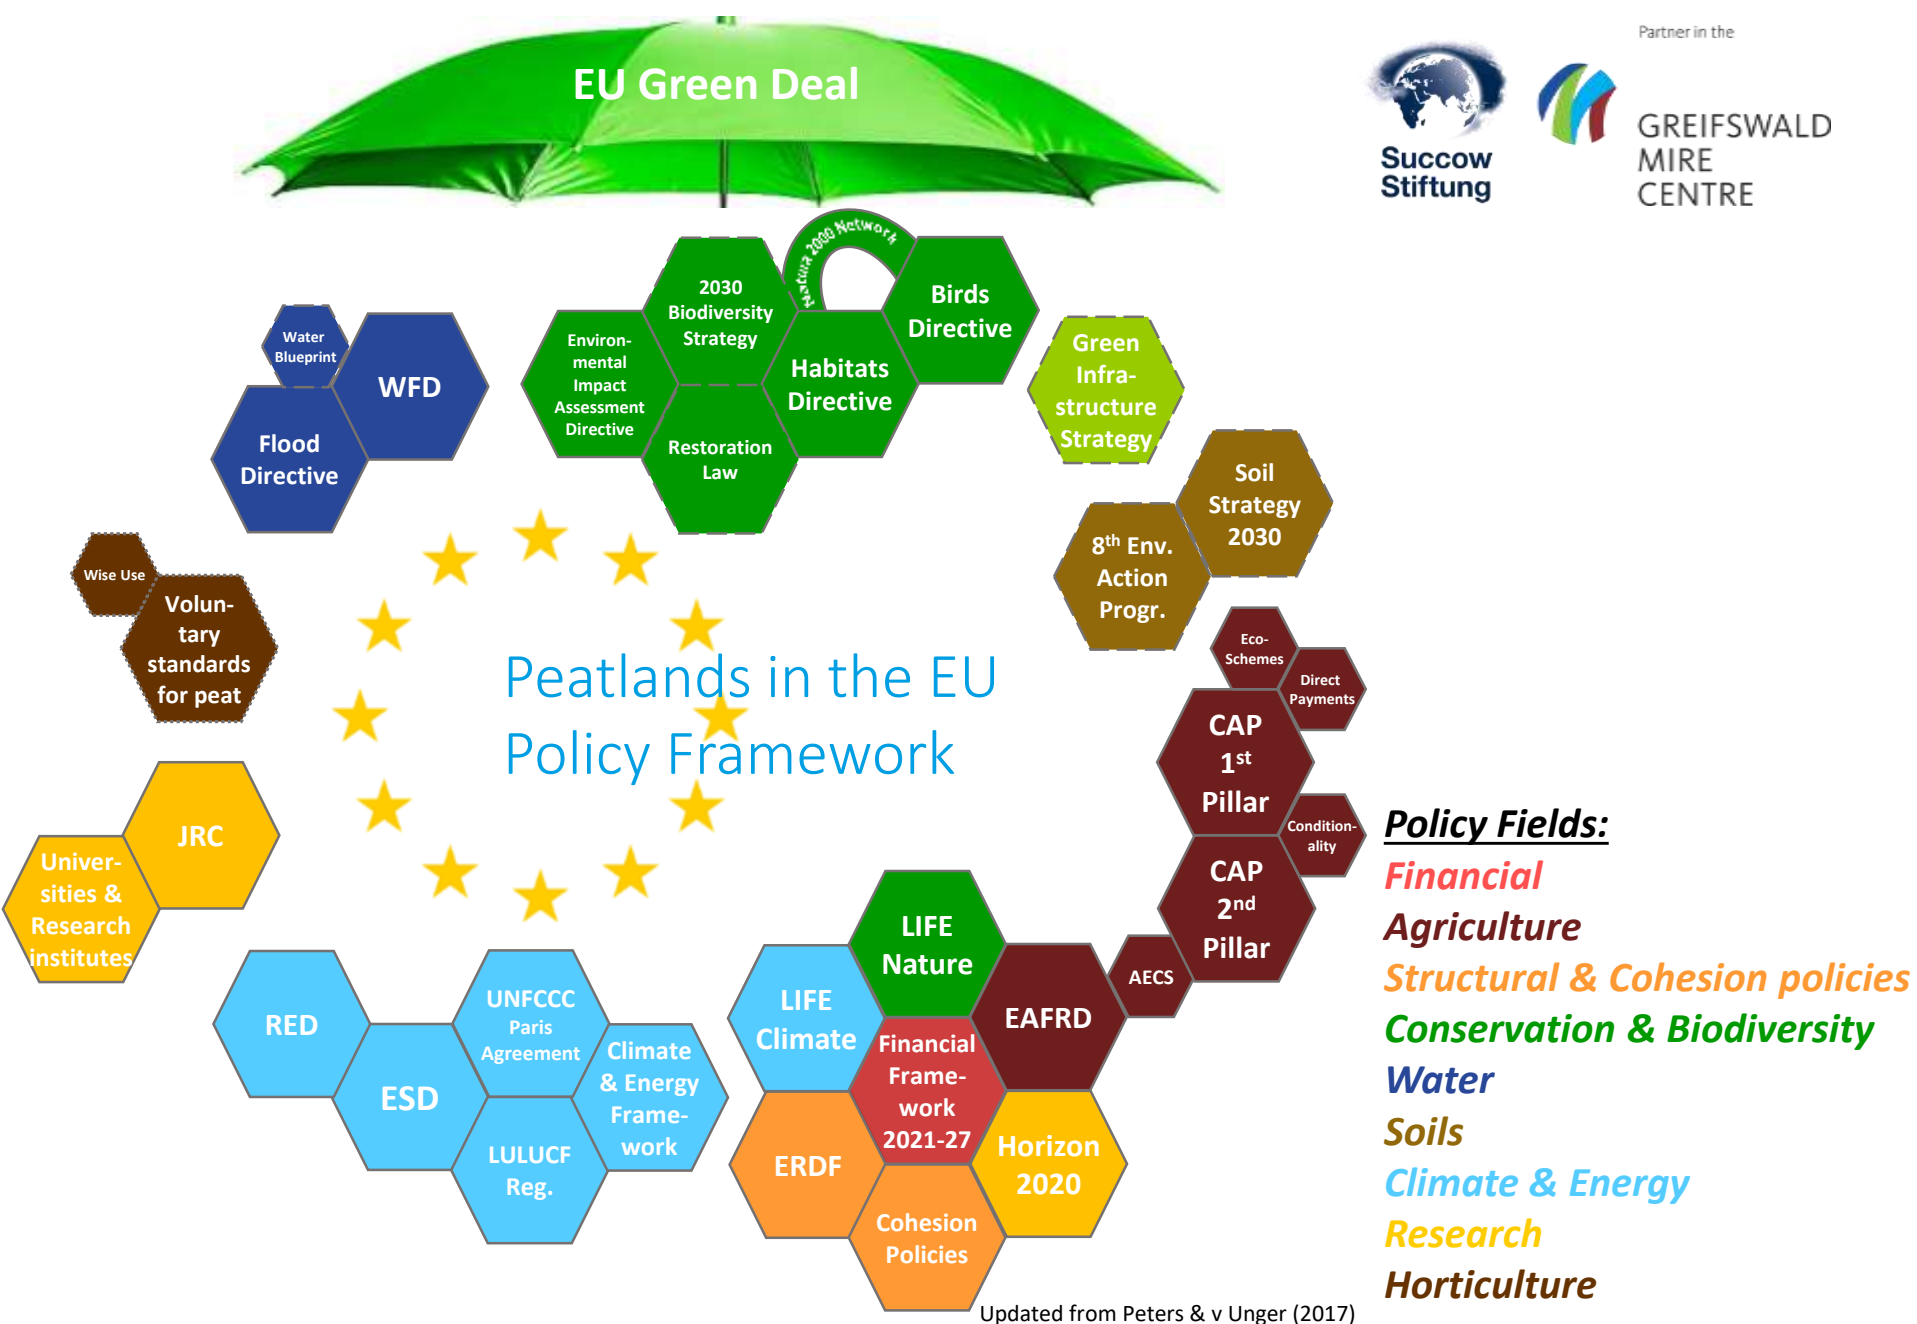 EU Green Deal
Partner in the
Succow
Stiftung
GREIFSWALD
MIRE
CENTRE
Natura 2000 Network
2030
Biodiversity
Strategy
Birds
Directive
Environ-
mental
Impact
Assessment
Directive
Habitats
Directive
Restoration
Law
Water
Blueprint
WFD
Flood
Directive
Green
Infra-
structure
Strategy
Soil
Strategy
2030
8th Env.
Action
Progr.
Wise Use
Volun-
tary
standards
for peat
Peatlands in the EU
Policy Framework
Eco-
Schemes
Direct
Payments
CAP
1st
Pillar
Condition-
ality
CAP
2nd
Pillar
AECS
JRC
Univer-
sities &
Research
institutes
RED
ESD
UNFCCC
Paris
Agreement
Climate
& Energy
Frame-
work
LULUCF
Reg.
LIFE
Nature
LIFE
Climate
EAFRD
Financial
Frame-
work
2021-27
ERDF
Horizon
2020
Cohesion
Policies
Policy Fields:
Financial
Agriculture
Structural & Cohesion policies
Conservation & Biodiversity
Water
Soils
Climate & Energy
Research
Horticulture
Updated from Peters & v Unger (2017)